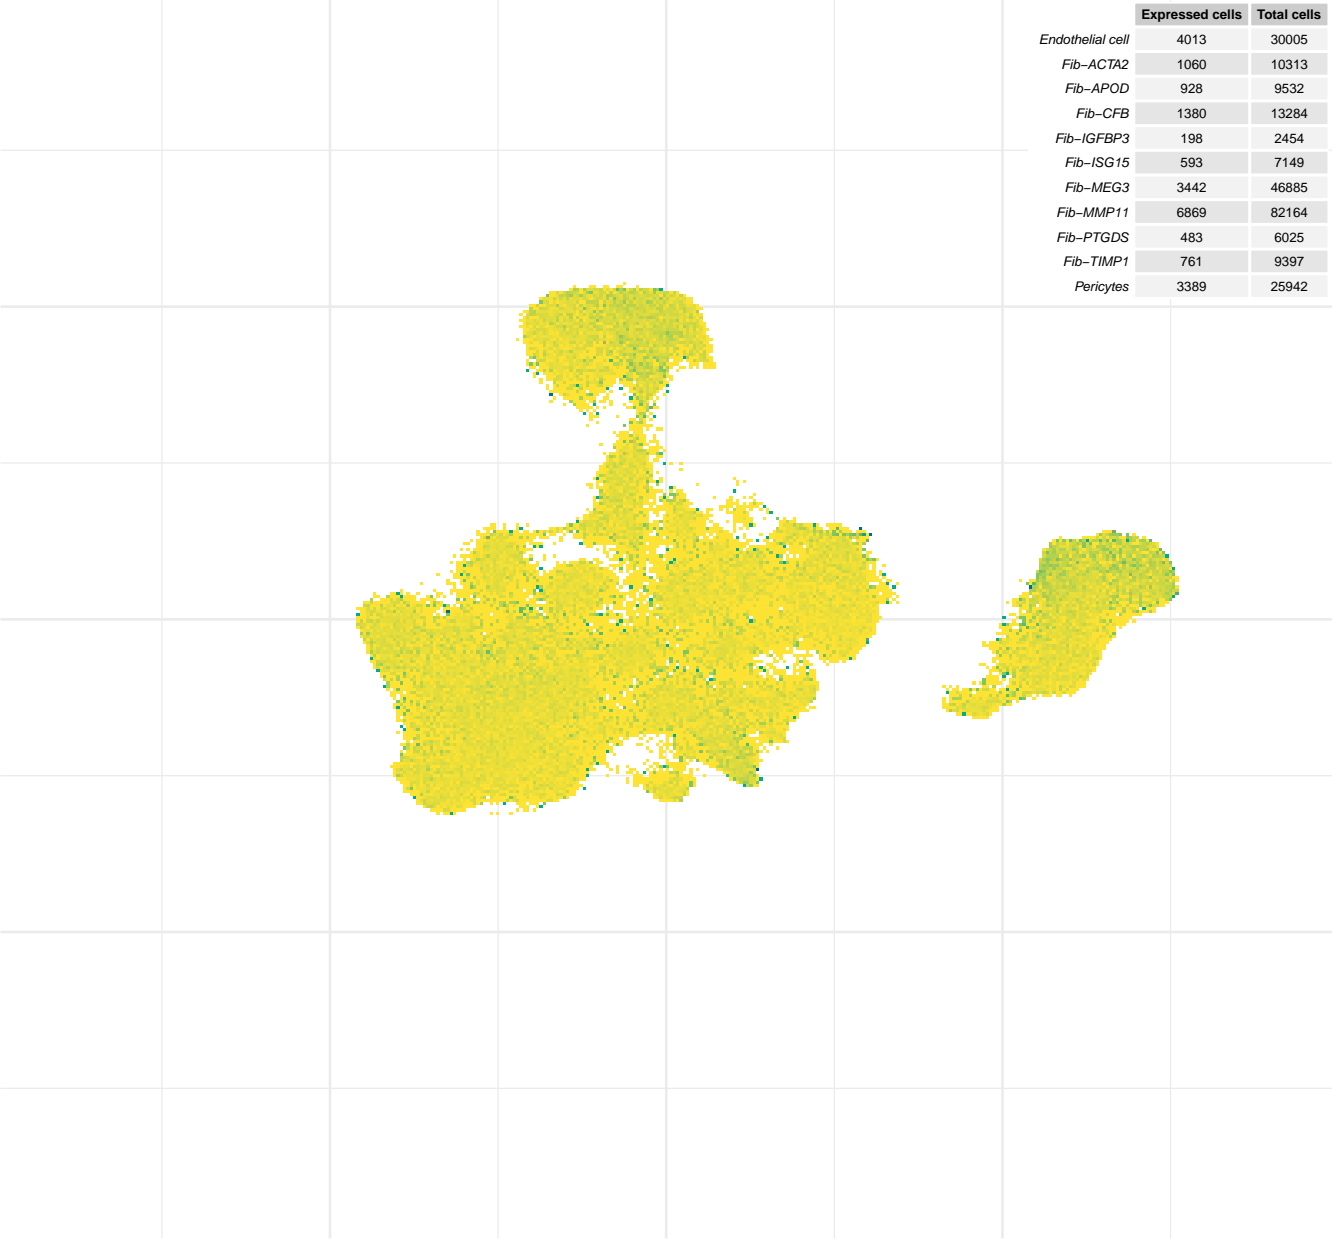 Expressed cells Total cells
Endothelial cell 4013 30005
Fib−ACTA2 1060 10313
Fib−APOD 928 9532
Fib−CFB 1380 13284
Fib−IGFBP3 198 2454
Fib−ISG15 593 7149
Fib−MEG3 3442 46885
Fib−MMP11 6869 82164
Fib−PTGDS 483 6025
Fib−TIMP1 761 9397
Pericytes 3389 25942